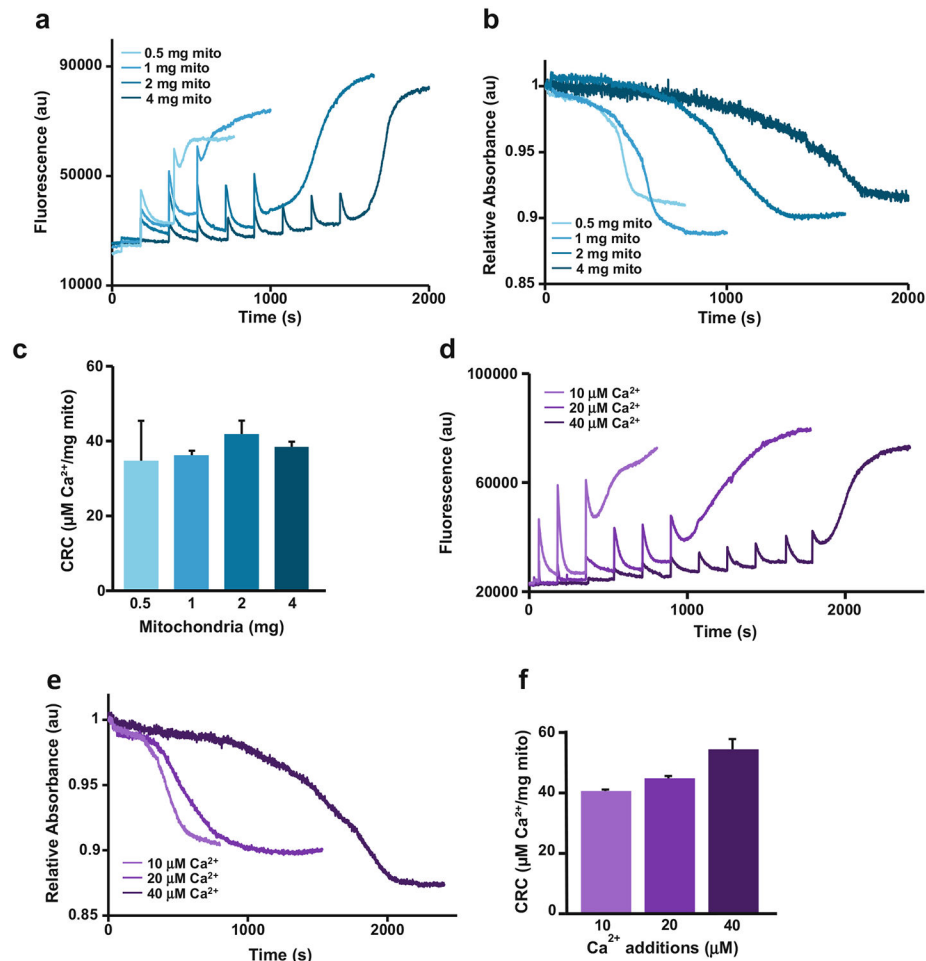 a
Fluorescence (au)
90000
50000
10000
0.5 mg mito
1 mg mito
2 mg mito
4 mg mito
0
1000
2000
Time (s)
b
Relative Absorbance (au)
1
0.95
0.9
0.85
0.5 mg mito
1 mg mito
2 mg mito
4 mg mito
0
1000
2000
Time (s)
c
CRC (µM Ca²⁺/mg mito)
60
40
20
0
0.5
1
2
4
Mitochondria (mg)
d
Fluorescence (au)
100000
60000
20000
10 µM Ca²⁺
20 µM Ca²⁺
40 µM Ca²⁺
0
1000
2000
Time (s)
e
Relative Absorbance (au)
1
0.95
0.9
0.85
10 µM Ca²⁺
20 µM Ca²⁺
40 µM Ca²⁺
0
1000
2000
Time (s)
f
CRC (µM Ca²⁺/mg mito)
60
40
60
0
10
20
40
Ca²⁺ additions (µM)